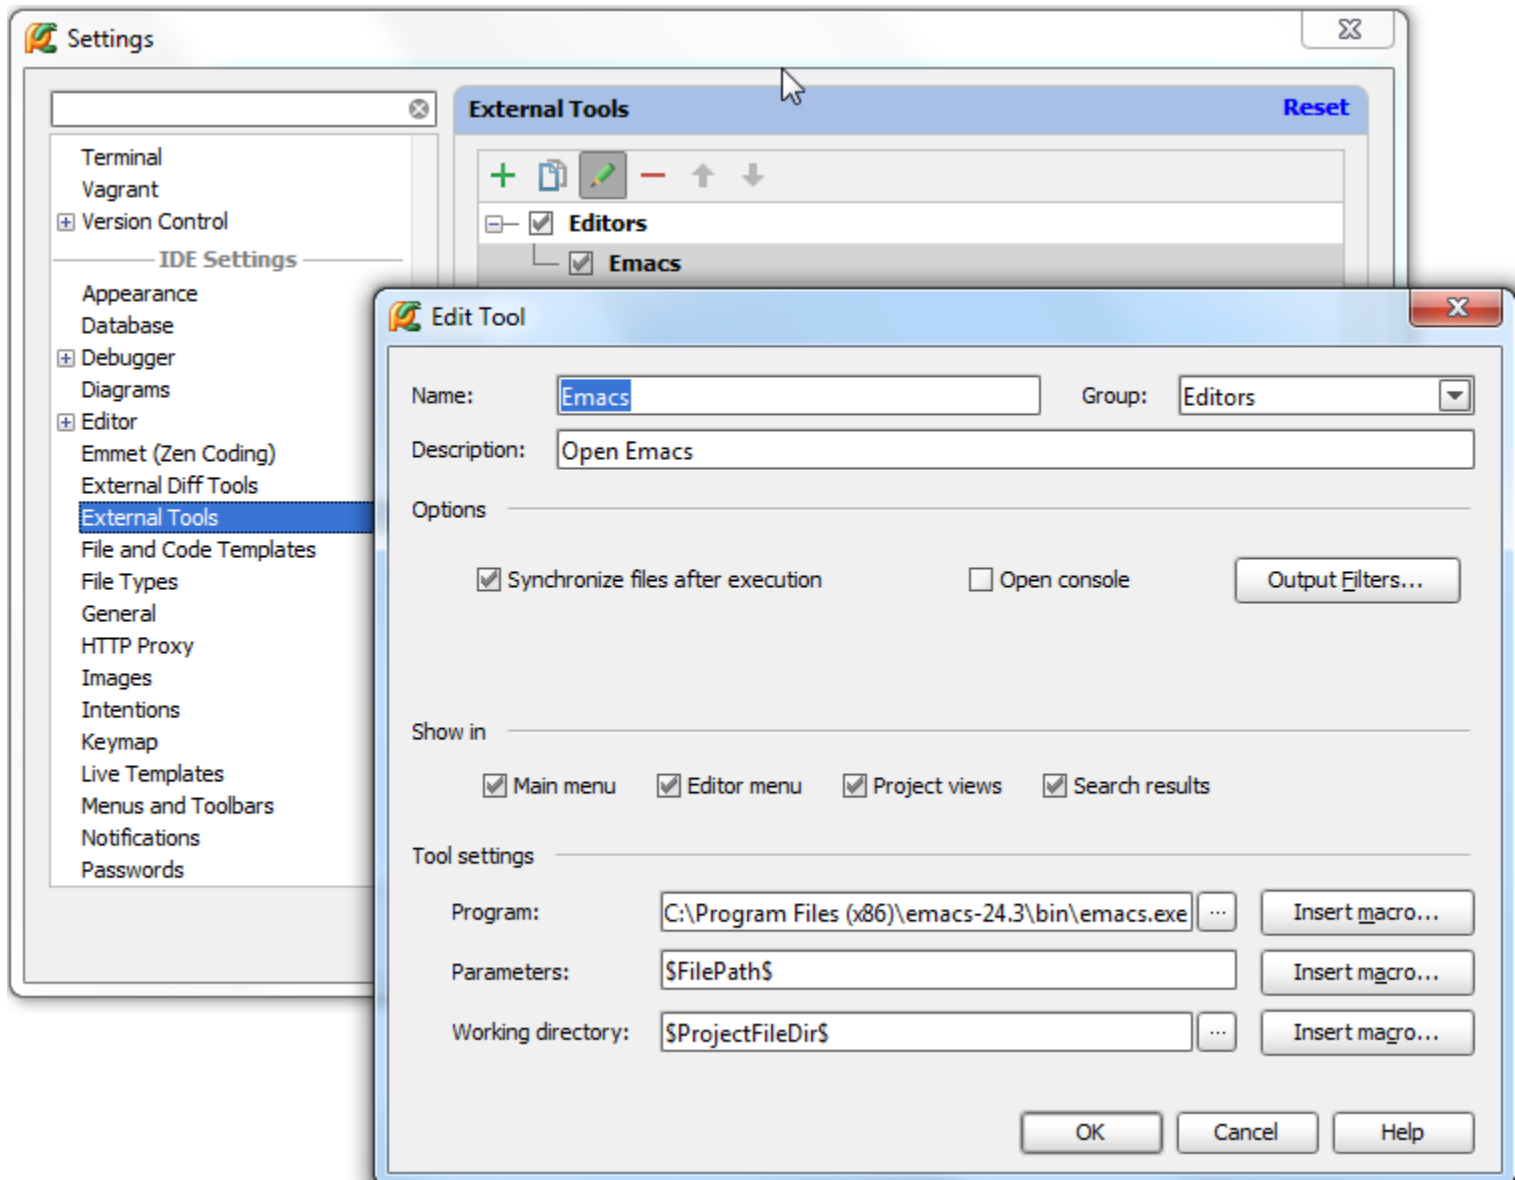 Settings
External Tools
Reset
Terminal
Vagrant
Version Control
IDE Settings
Appearance
Database
Debugger
Diagrams
Editor
Emmet (Zen Coding)
External Diff Tools
External Tools
File and Code Templates
File Types
General
HTTP Proxy
Images
Intentions
Keymap
Live Templates
Menus and Toolbars
Notifications
Passwords
Editors
Emacs
Edit Tool
Name: Emacs Group: Editors
Description: Open Emacs
Options
Synchronize files after execution Open console Output Filters...
Show in
Main menu Editor menu Project views Search results
Tool settings
Program: C:\Program Files (x86)\emacs-24.3\bin\emacs.exe ... Insert macro...
Parameters: $FilePath$ Insert macro...
Working directory: $ProjectFileDir$ ... Insert macro...
OK Cancel Help